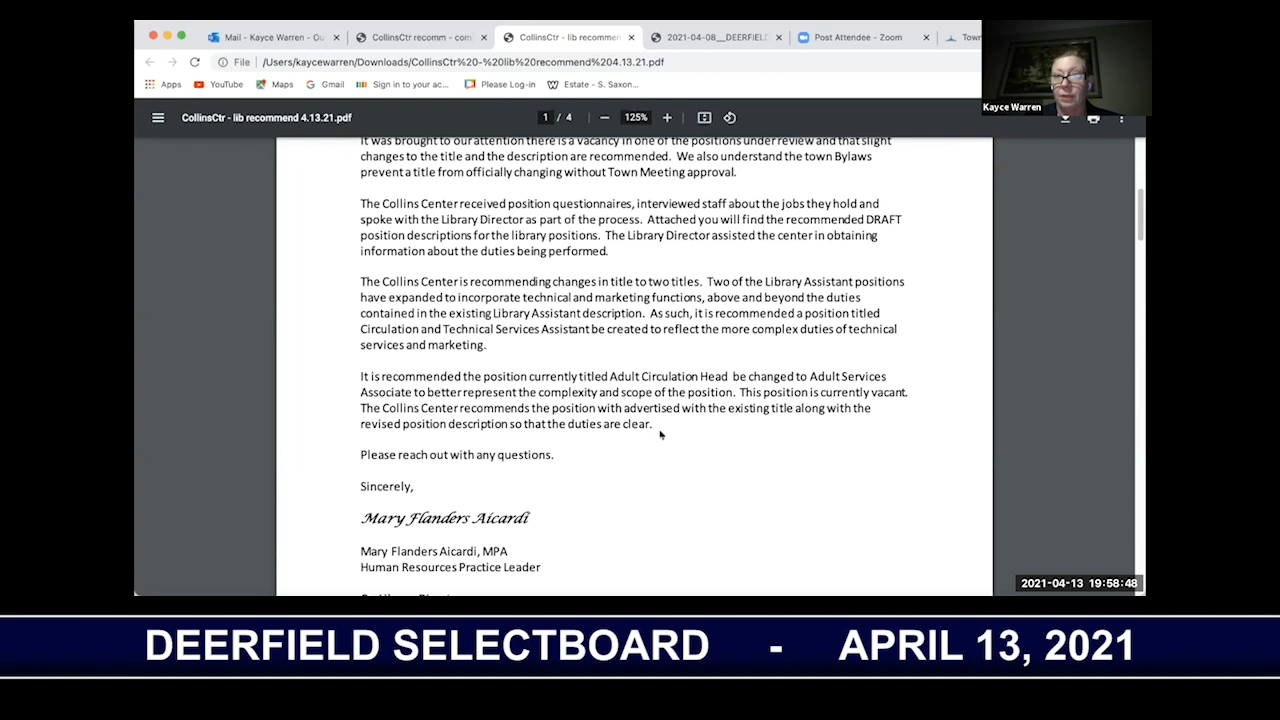 Mail - Kayce Warren - Ou
CollinsCtr recomm - com
CollinsCtr - lib recommen
2021-04-08__DEERFIEL
Post Attendee - Zoom
Town
File
/Users/kaycewarren/Downloads/CollinsCtr%20-%20lib%20recommend%204.13.21.pdf
Apps
YouTube
Maps
Gmail
Sign in to your ac...
Please Log-in
Estate - S. Saxon...
Kayce Warren
CollinsCtr - lib recommend 4.13.21.pdf
1 / 4
125%
It was brought to our attention there is a vacancy in one of the positions under review and that slight
changes to the title and the description are recommended. We also understand the town Bylaws
prevent a title from officially changing without Town Meeting approval.
The Collins Center received position questionnaires, interviewed staff about the jobs they hold and
spoke with the Library Director as part of the process. Attached you will find the recommended DRAFT
position descriptions for the library positions. The Library Director assisted the center in obtaining
information about the duties being performed.
The Collins Center is recommending changes in title to two titles. Two of the Library Assistant positions
have expanded to incorporate technical and marketing functions, above and beyond the duties
contained in the existing Library Assistant description. As such, it is recommended a position titled
Circulation and Technical Services Assistant be created to reflect the more complex duties of technical
services and marketing.
It is recommended the position currently titled Adult Circulation Head be changed to Adult Services
Associate to better represent the complexity and scope of the position. This position is currently vacant.
The Collins Center recommends the position with advertised with the existing title along with the
revised position description so that the duties are clear.
Please reach out with any questions.
Sincerely,
Mary Flanders Aicardi
Mary Flanders Aicardi, MPA
Human Resources Practice Leader
2021-04-13 19:58:48
DEERFIELD SELECTBOARD - APRIL 13, 2021